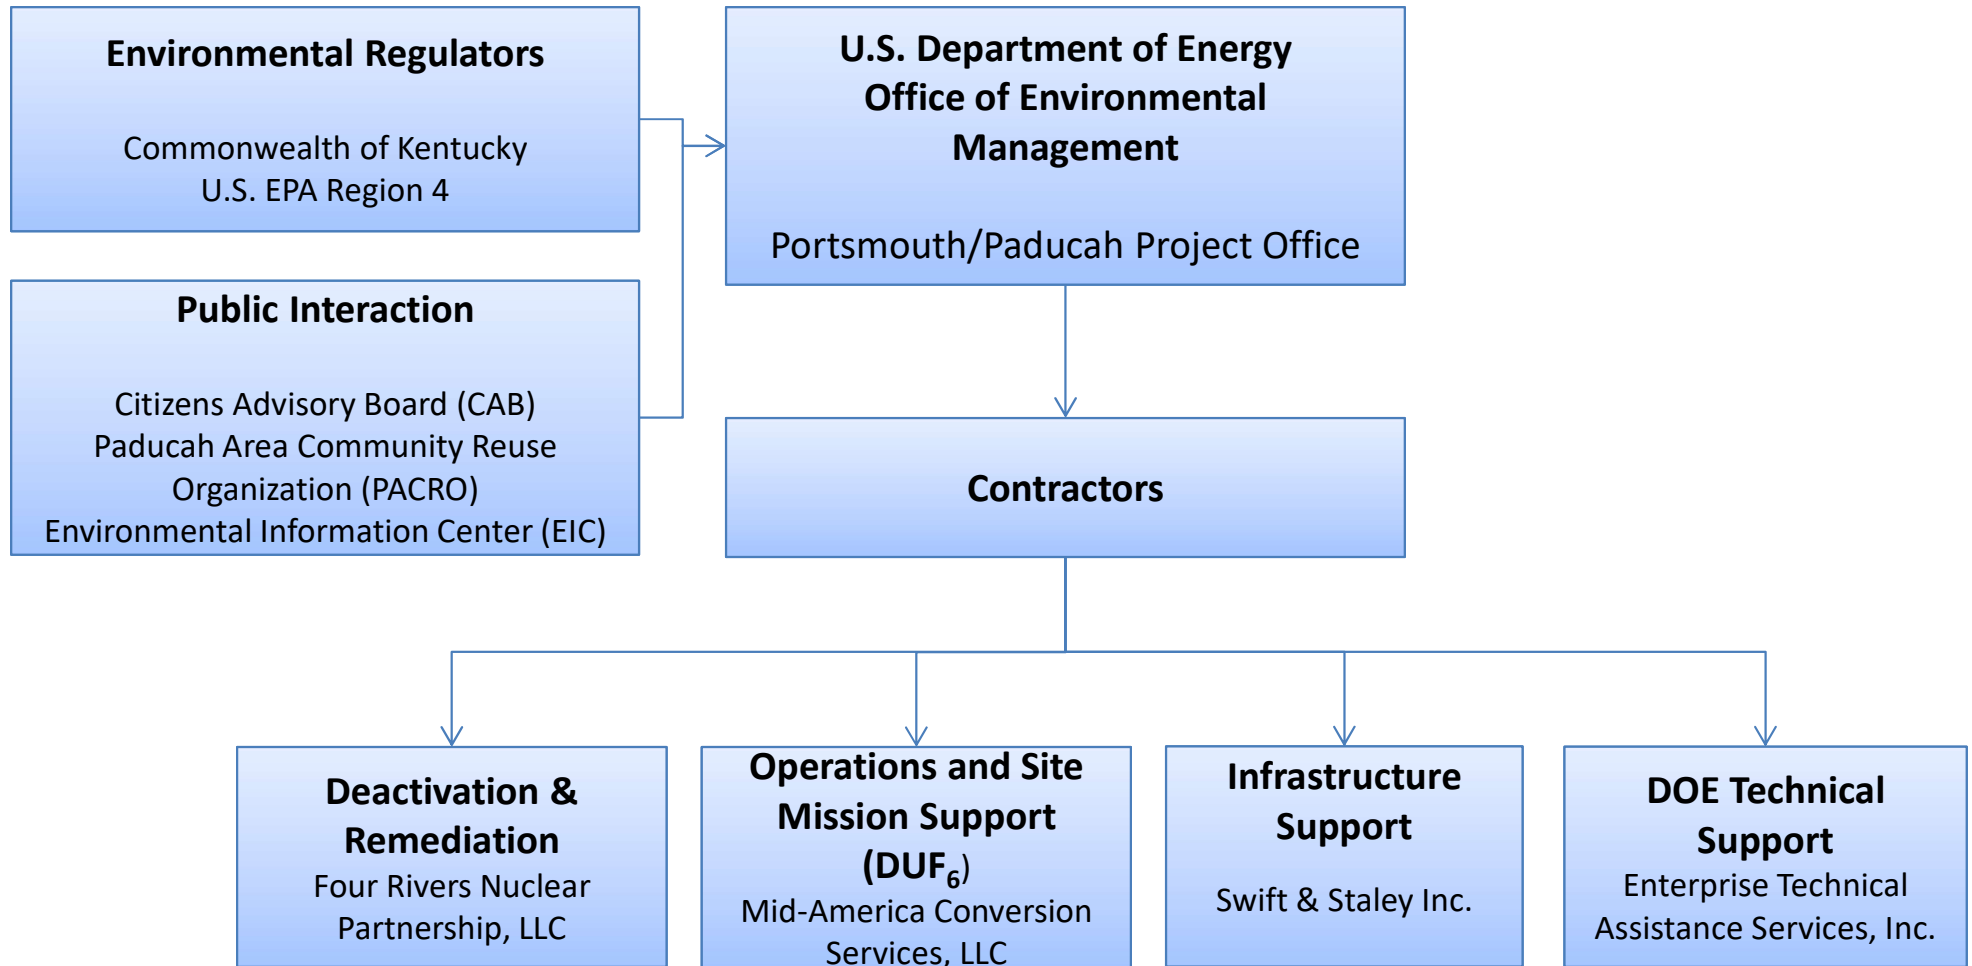 Environmental Regulators
Commonwealth of Kentucky
U.S. EPA Region 4
U.S. Department of Energy
Office of Environmental
Management
Portsmouth/Paducah Project Office
Public Interaction
Citizens Advisory Board (CAB)
Paducah Area Community Reuse
Organization (PACRO)
Environmental Information Center (EIC)
Contractors
Deactivation &
Remediation
Four Rivers Nuclear
Partnership, LLC
Operations and Site
Mission Support
(DUF₆)
Mid-America Conversion
Services, LLC
Infrastructure
Support
Swift & Staley Inc.
DOE Technical
Support
Enterprise Technical
Assistance Services, Inc.